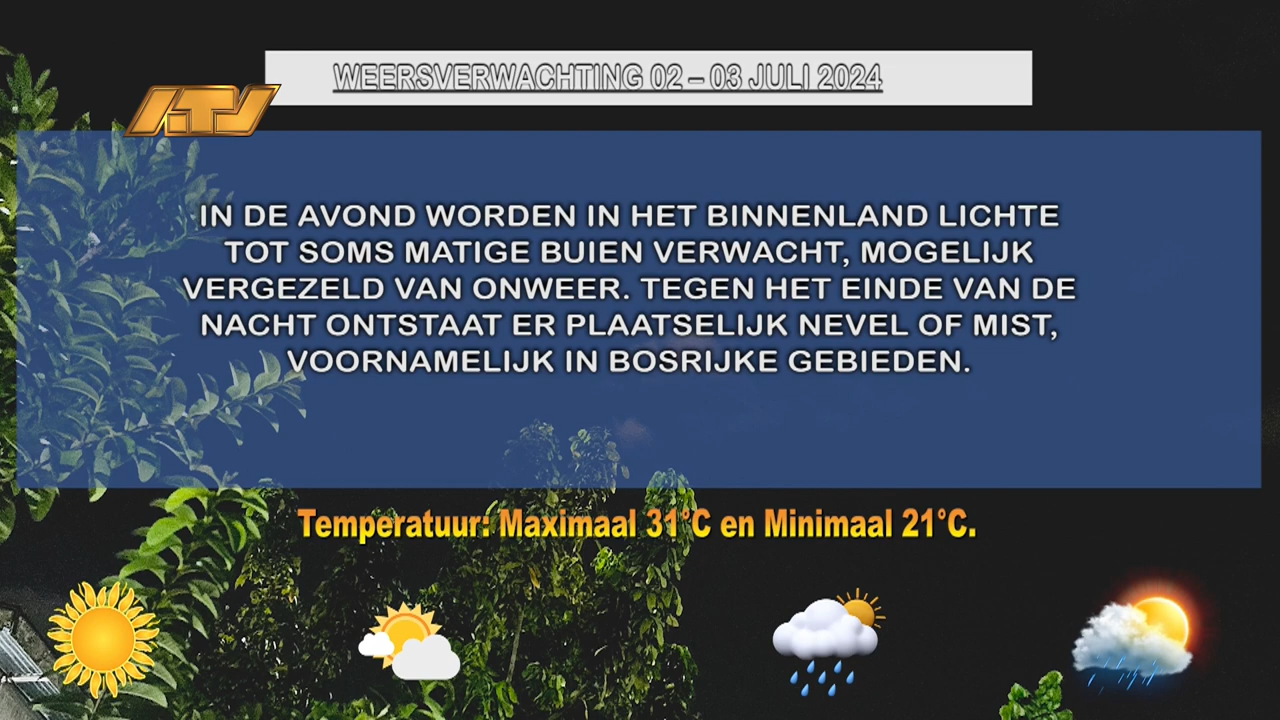 WEERSVERWACHTING 02 – 03 JULI 2024
ATV
IN DE AVOND WORDEN IN HET BINNENLAND LICHTE
TOT SOMS MATIGE BUIEN VERWACHT, MOGELIJK
VERGEZELD VAN ONWEER. TEGEN HET EINDE VAN DE
NACHT ONTSTAAT ER PLAATSELIJK NEVEL OF MIST,
VOORNAMELIJK IN BOSRIJKE GEBIEDEN.
Temperatuur: Maximaal 31°C en Minimaal 21°C.